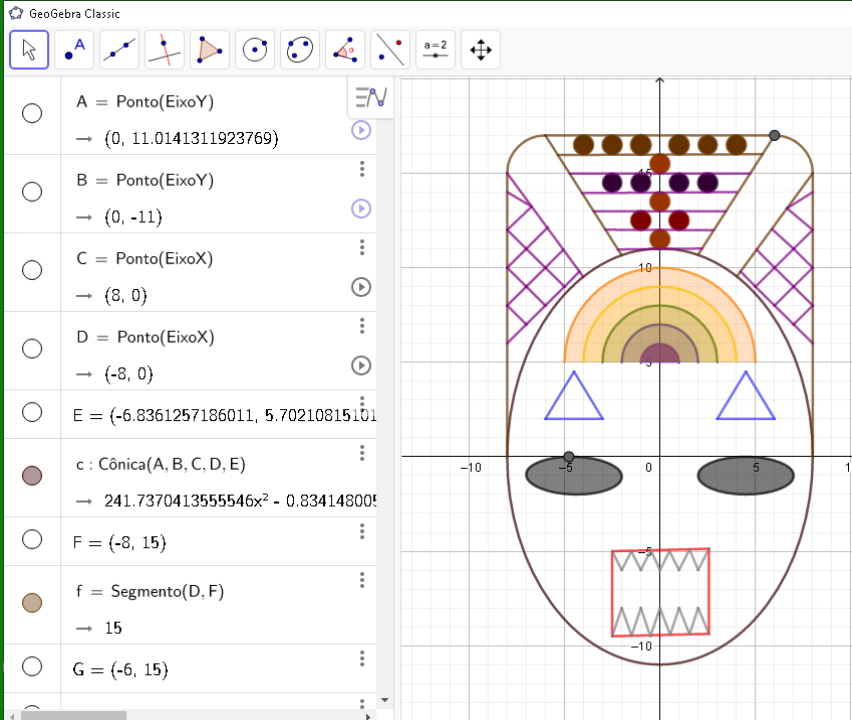 GeoGebra Classic
A
a=2
A = Ponto(EixoY)
→ (0, 11.0141311923769)
B = Ponto(EixoY)
→ (0, -11)
C = Ponto(EixoX)
→ (8, 0)
D = Ponto(EixoX)
→ (-8, 0)
E = (-6.8361257186011, 5.7021081510
c : Cônica(A, B, C, D, E)
→ 241.7370413555546x² - 0.83414800
F = (-8, 15)
f = Segmento(D, F)
→ 15
G = (-6, 15)
15
10
5
−10
−5
0
5
1
−5
−10